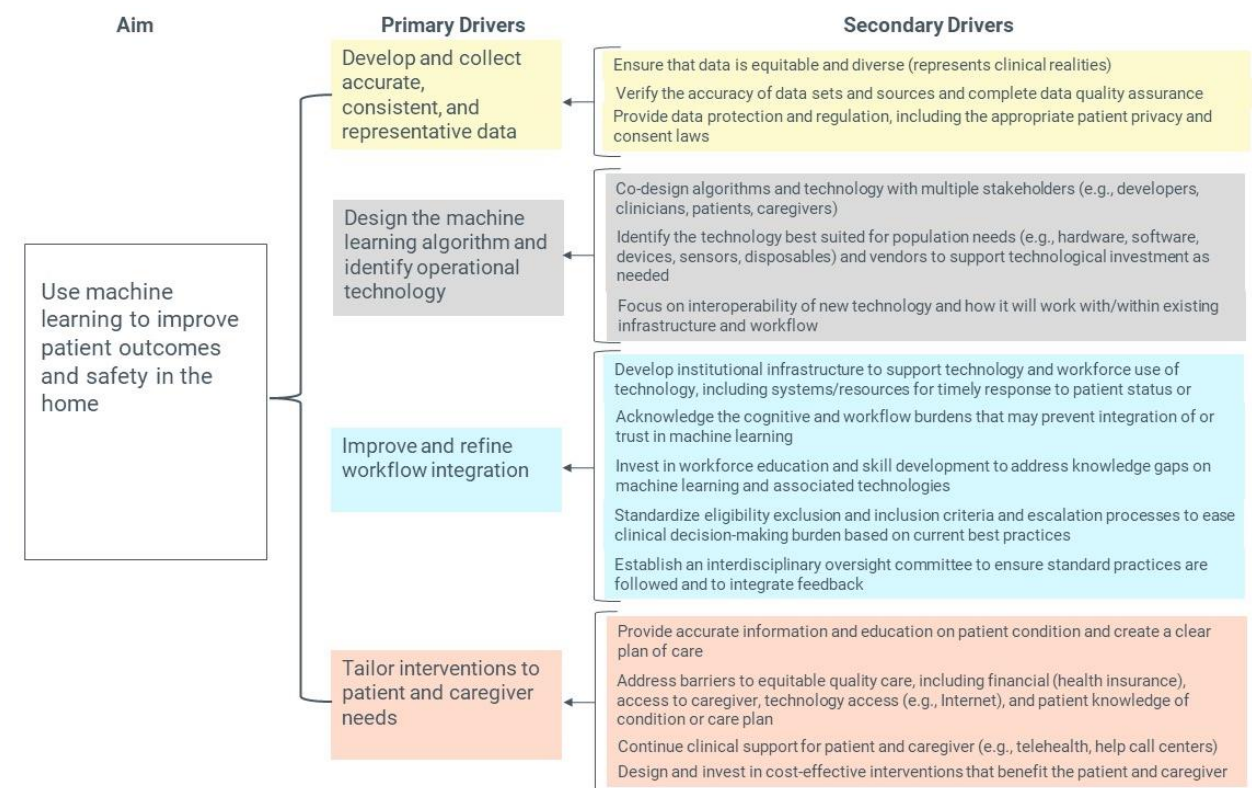 Aim
Primary Drivers
Secondary Drivers
Use machine
learning to improve
patient outcomes
and safety in the
home
Develop and collect
accurate,
consistent, and
representative data
Ensure that data is equitable and diverse (represents clinical realities)
Verify the accuracy of data sets and sources and complete data quality assurance
Provide data protection and regulation, including the appropriate patient privacy and
consent laws
Design the machine
learning algorithm and
identify operational
technology
Co-design algorithms and technology with multiple stakeholders (e.g., developers,
clinicians, patients, caregivers)
Identify the technology best suited for population needs (e.g., hardware, software,
devices, sensors, disposables) and vendors to support technological investment as
needed
Focus on interoperability of new technology and how it will work with/within existing
infrastructure and workflow
Improve and refine
workflow integration
Develop institutional infrastructure to support technology and workforce use of
technology, including systems/resources for timely response to patient status or
Acknowledge the cognitive and workflow burdens that may prevent integration of or
trust in machine learning
Invest in workforce education and skill development to address knowledge gaps on
machine learning and associated technologies
Standardize eligibility exclusion and inclusion criteria and escalation processes to ease
clinical decision-making burden based on current best practices
Establish an interdisciplinary oversight committee to ensure standard practices are
followed and to integrate feedback
Tailor interventions to
patient and caregiver
needs
Provide accurate information and education on patient condition and create a clear
plan of care
Address barriers to equitable quality care, including financial (health insurance),
access to caregiver, technology access (e.g., Internet), and patient knowledge of
condition or care plan
Continue clinical support for patient and caregiver (e.g., telehealth, help call centers)
Design and invest in cost-effective interventions that benefit the patient and caregiver